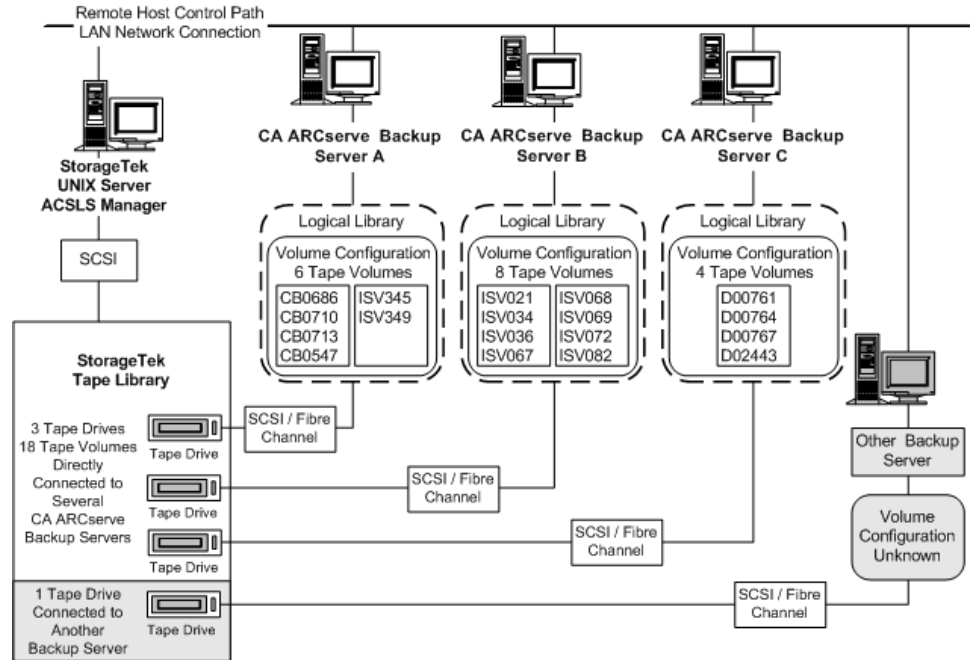 Remote Host Control Path
LAN Network Connection
StorageTek
UNIX Server
ACSLS Manager
SCSI
CA ARCserve Backup
Server A
CA ARCserve Backup
Server B
CA ARCserve Backup
Server C
Logical Library
Volume Configuration
6 Tape Volumes
CB0686
CB0710
CB0713
CB0547
ISV345
ISV349
Logical Library
Volume Configuration
8 Tape Volumes
ISV021
ISV034
ISV036
ISV067
ISV068
ISV069
ISV072
ISV082
Logical Library
Volume Configuration
4 Tape Volumes
D00761
D00764
D00767
D02443
StorageTek
Tape Library
3 Tape Drives
18 Tape Volumes
Directly
Connected to
Several
CA ARCserve
Backup Servers
Tape Drive
Tape Drive
Tape Drive
1 Tape Drive
Connected to
Another
Backup Server
Tape Drive
SCSI / Fibre
Channel
SCSI / Fibre
Channel
SCSI / Fibre
Channel
SCSI / Fibre
Channel
Other Backup
Server
Volume
Configuration
Unknown